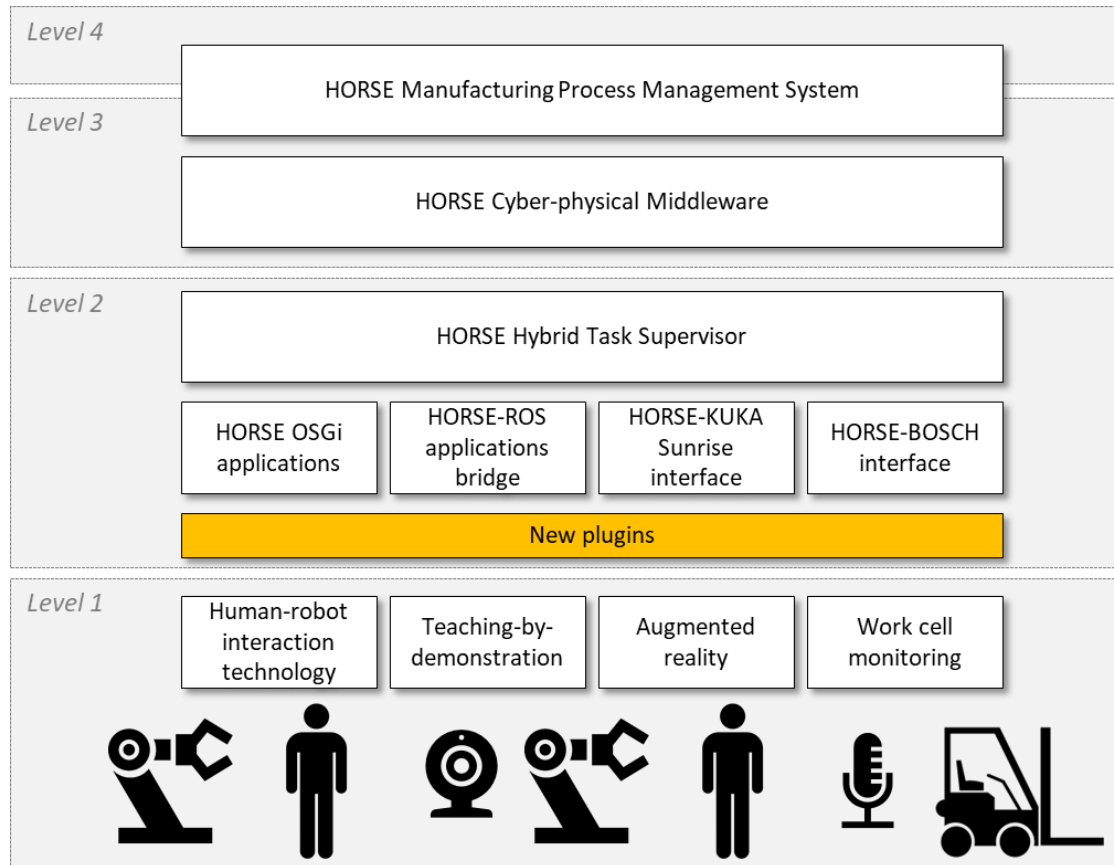 Level 4
HORSE Manufacturing Process Management System
Level 3
HORSE Cyber-physical Middleware
Level 2
HORSE Hybrid Task Supervisor
HORSE OSGi
applications
HORSE-ROS
applications
bridge
HORSE-KUKA
Sunrise
interface
HORSE-BOSCH
interface
New plugins
Level 1
Human-robot
interaction
technology
Teaching-by-
demonstration
Augmented
reality
Work cell
monitoring